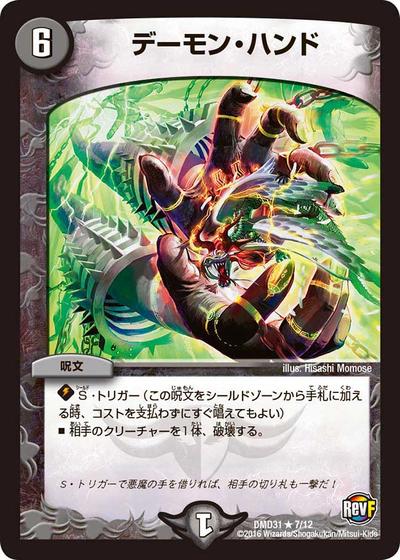 6
デーモン・ハンド
illus. Hisashi Momose
呪文
S・トリガー(この呪文をシールドゾーンから手札に加え
る時、コストを支払わずにすぐ唱えてもよい)
■ 相手のクリーチャーを1体、破壊する。
S・トリガーで悪魔の手を借りれば、相手の切り札も一撃だ!
DMD31 ★ 7/12
RevF
©2016 Wizards/Shogakukan/Mitsui-Kids